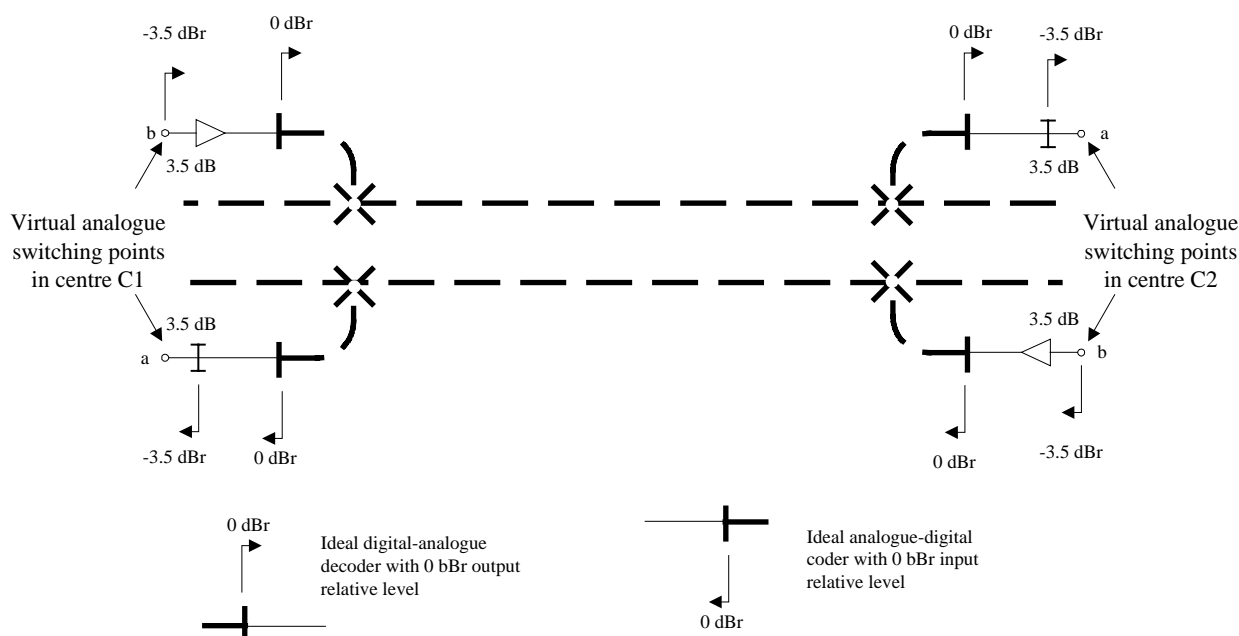 -3.5 dBr
0 dBr
0 dBr
-3.5 dBr
b
3.5 dB
3.5 dB
a
Virtual analogue
switching points
in centre C1
Virtual analogue
switching points
in centre C2
3.5 dB
a
3.5 dB
b
-3.5 dBr
0 dBr
0 dBr
-3.5 dBr
0 dBr
Ideal digital-analogue
decoder with 0 bBr output
relative level
Ideal analogue-digital
coder with 0 bBr input
relative level
0 dBr